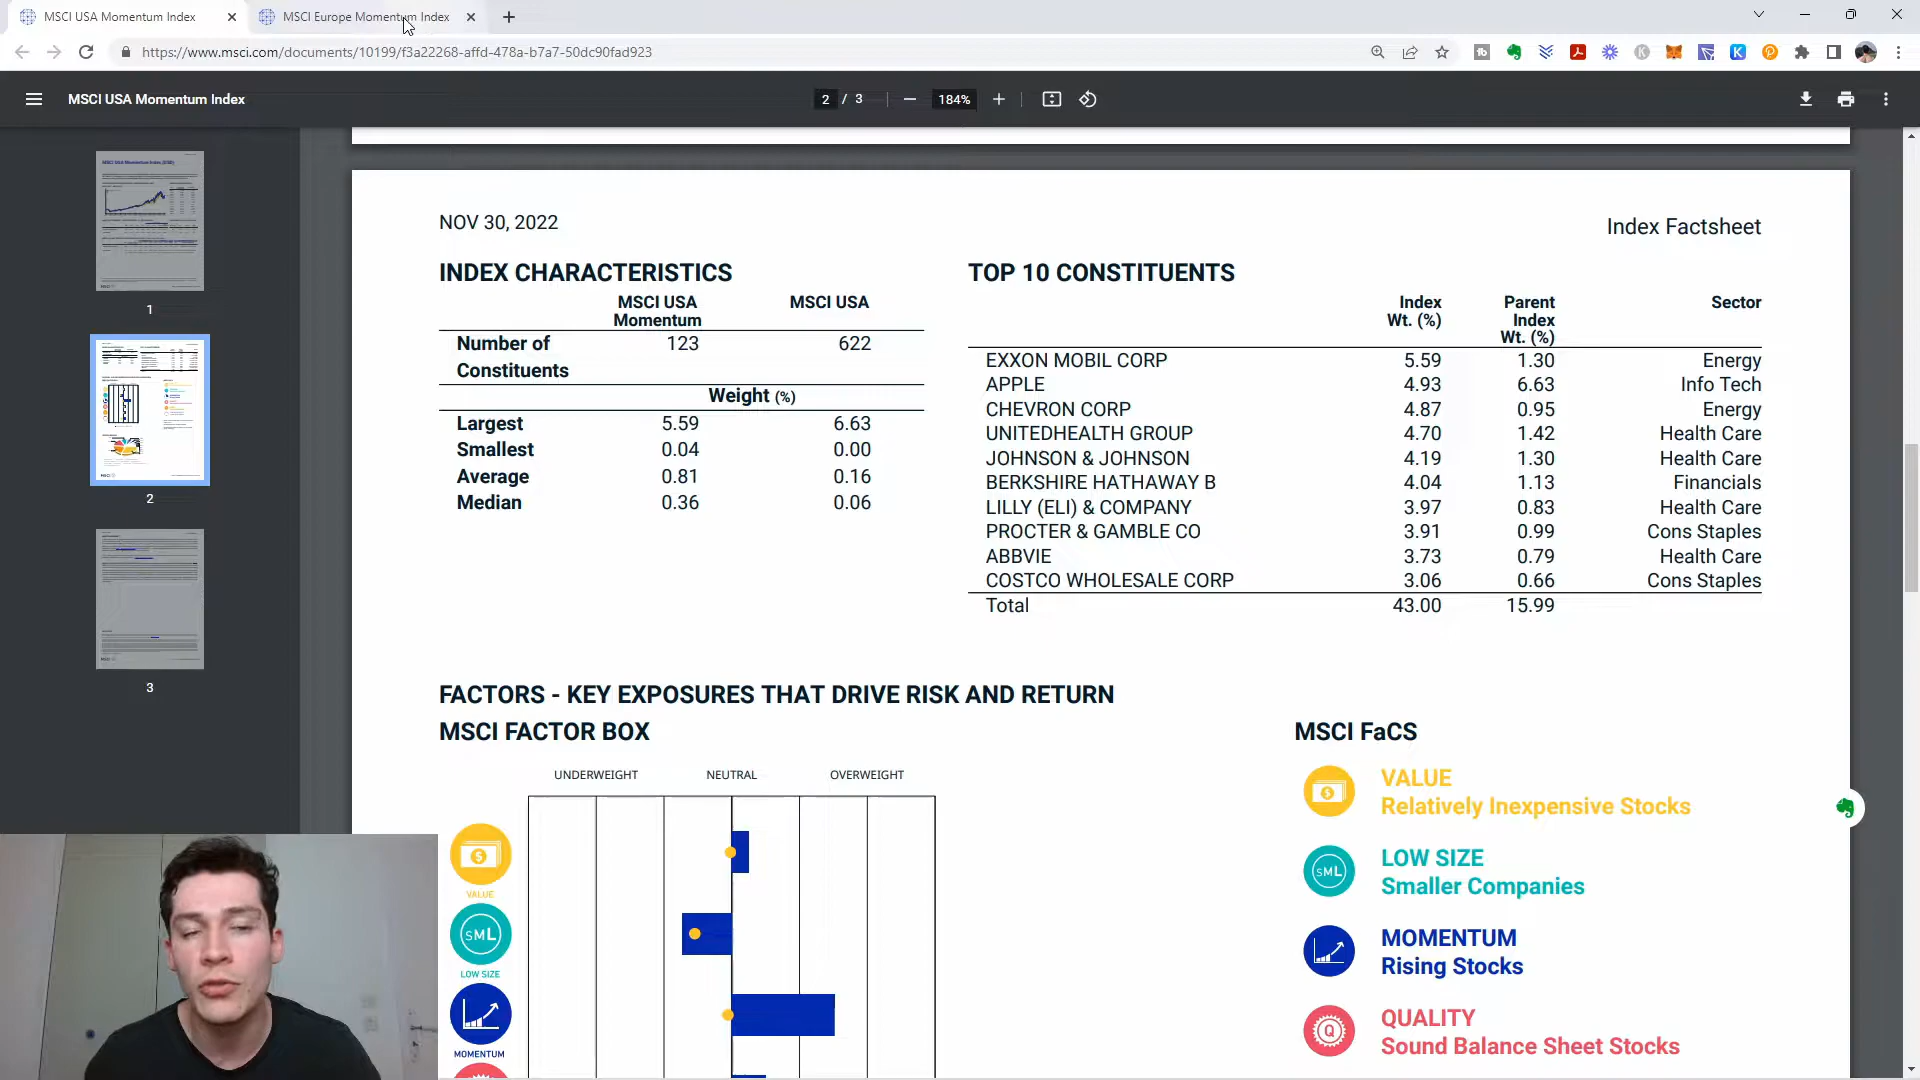 MSCI USA Momentum Index
MSCI Europe Momentum Index
https://www.msci.com/documents/10199/f3a22268-affd-478a-b7a7-50dc90fad923
MSCI USA Momentum Index
2 / 3
184%
1
2
3
NOV 30, 2022
Index Factsheet
INDEX CHARACTERISTICS
MSCI USA Momentum
MSCI USA
Number of Constituents 123 622
Weight (%)
Largest 5.59 6.63
Smallest 0.04 0.00
Average 0.81 0.16
Median 0.36 0.06
TOP 10 CONSTITUENTS
Index Wt. (%)
Parent Index Wt. (%)
Sector
EXXON MOBIL CORP 5.59 1.30 Energy
APPLE 4.93 6.63 Info Tech
CHEVRON CORP 4.87 0.95 Energy
UNITEDHEALTH GROUP 4.70 1.42 Health Care
JOHNSON & JOHNSON 4.19 1.30 Health Care
BERKSHIRE HATHAWAY B 4.04 1.13 Financials
LILLY (ELI) & COMPANY 3.97 0.83 Health Care
PROCTER & GAMBLE CO 3.91 0.99 Cons Staples
ABBVIE 3.73 0.79 Health Care
COSTCO WHOLESALE CORP 3.06 0.66 Cons Staples
Total 43.00 15.99
FACTORS - KEY EXPOSURES THAT DRIVE RISK AND RETURN
MSCI FACTOR BOX
UNDERWEIGHT
NEUTRAL
OVERWEIGHT
VALUE
sML
LOW SIZE
MOMENTUM
MSCI FaCS
VALUE
Relatively Inexpensive Stocks
sML
LOW SIZE
Smaller Companies
MOMENTUM
Rising Stocks
Q
QUALITY
Sound Balance Sheet Stocks